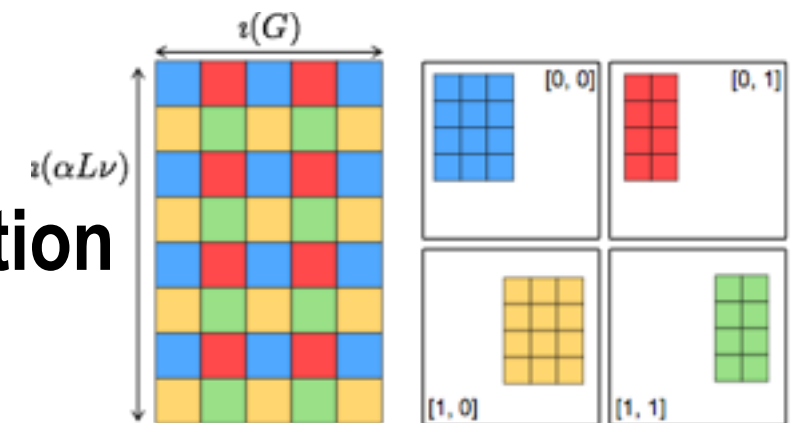 𝚤(G)
[0, 0]
[0, 1]
𝚤(αLν)
tion
[1, 0]
[1, 1]